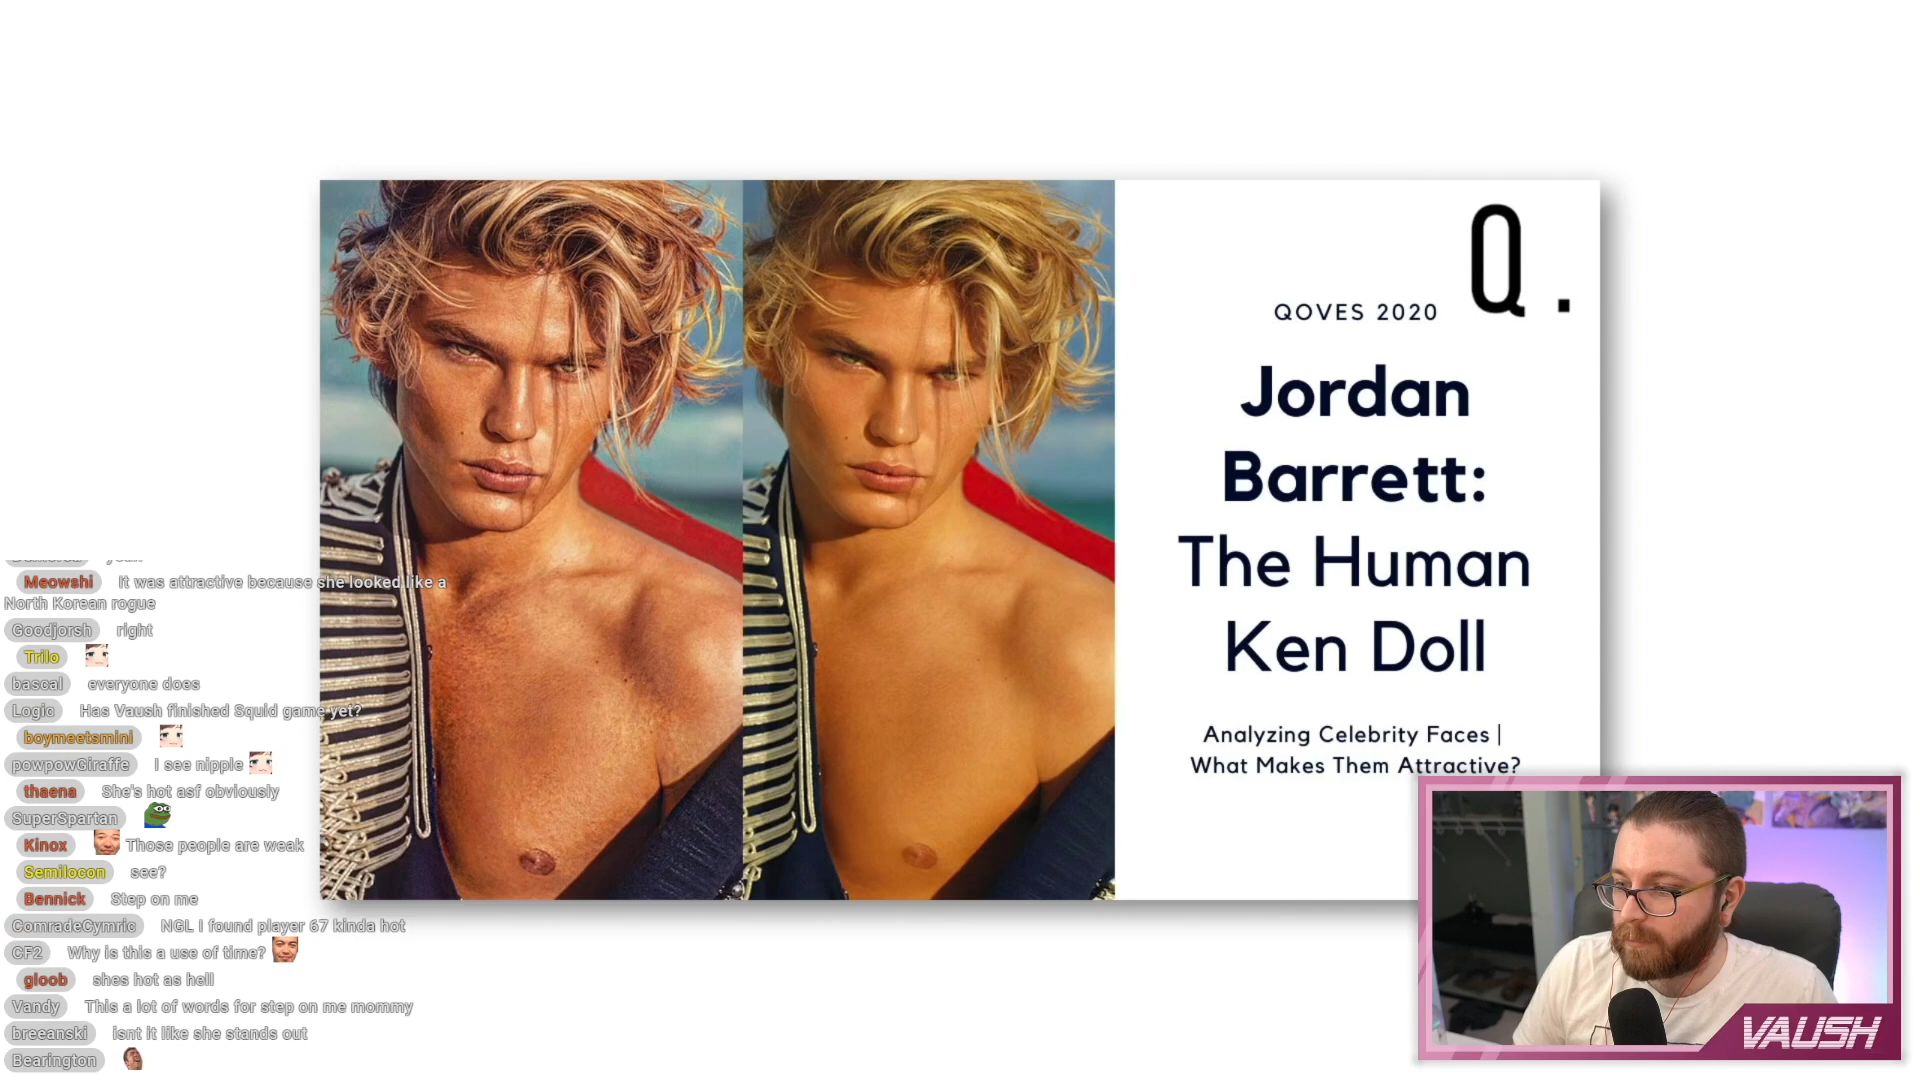 Q.
QOVES 2020
Jordan
Barrett:
The Human
Ken Doll
Analyzing Celebrity Faces |
What Makes Them Attractive?
Meowshi It was attractive because she looked like a
North Korean rogue
Goodjorsh right
Trilo
bascal everyone does
Logic Has Vaush finished Squid game yet?
boymeetsmini
powpowGiraffe I see nipple
thaena She's hot asf obviously
SuperSpartan
Kinox Those people are weak
Semilocon see?
Bennick Step on me
ComradeCymric NGL I found player 67 kinda hot
CF2 Why is this a use of time?
gloob shes hot as hell
Vandy This a lot of words for step on me mommy
breeanski isnt it like she stands out
Bearington
VAUSH